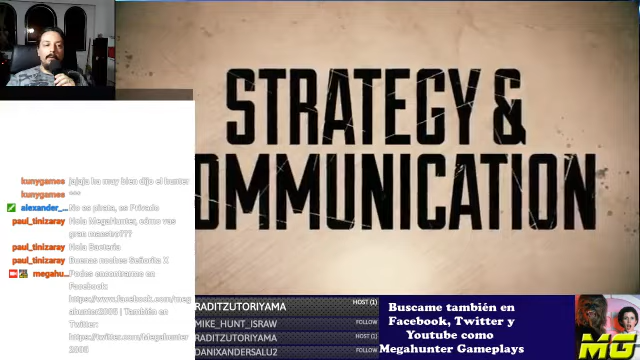 STRATEGY &
OMMUNICATION
kunygames jajaja ha muy bien dijo el hunter
kunygames ^^^
alexander_... No es pirata, es Privado
paul_tinizaray Hola MegaHunter, cómo vas
gran maestro???
paul_tinizaray Hola Bacteria
paul_tinizaray Buenas noches Señorita X
megahu... Podes encontrarme en
Facebook:
https://www.facebook.com/meg
ahunter2005 | También en
Twitter:
https://twitter.com/Megahunter
2005
RADITZUTORIYAMA HOST (1)
MIKE_HUNT_ISRAW FOLLOW
RADITZUTORIYAMA HOST (1)
DANIXANDERSALU2 FOLLOW
Buscame también en
Facebook, Twitter y
Youtube como
Megahunter Gameplays
MG